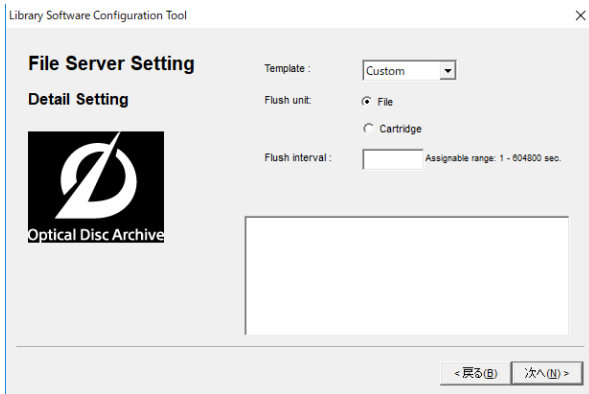 Library Software Configuration Tool
File Server Setting
Detail Setting
Optical Disc Archive
Template :
Custom
Flush unit:
File
Cartridge
Flush interval :
Assignable range: 1 - 604800 sec.
< 戻る(B)
次へ(N) >